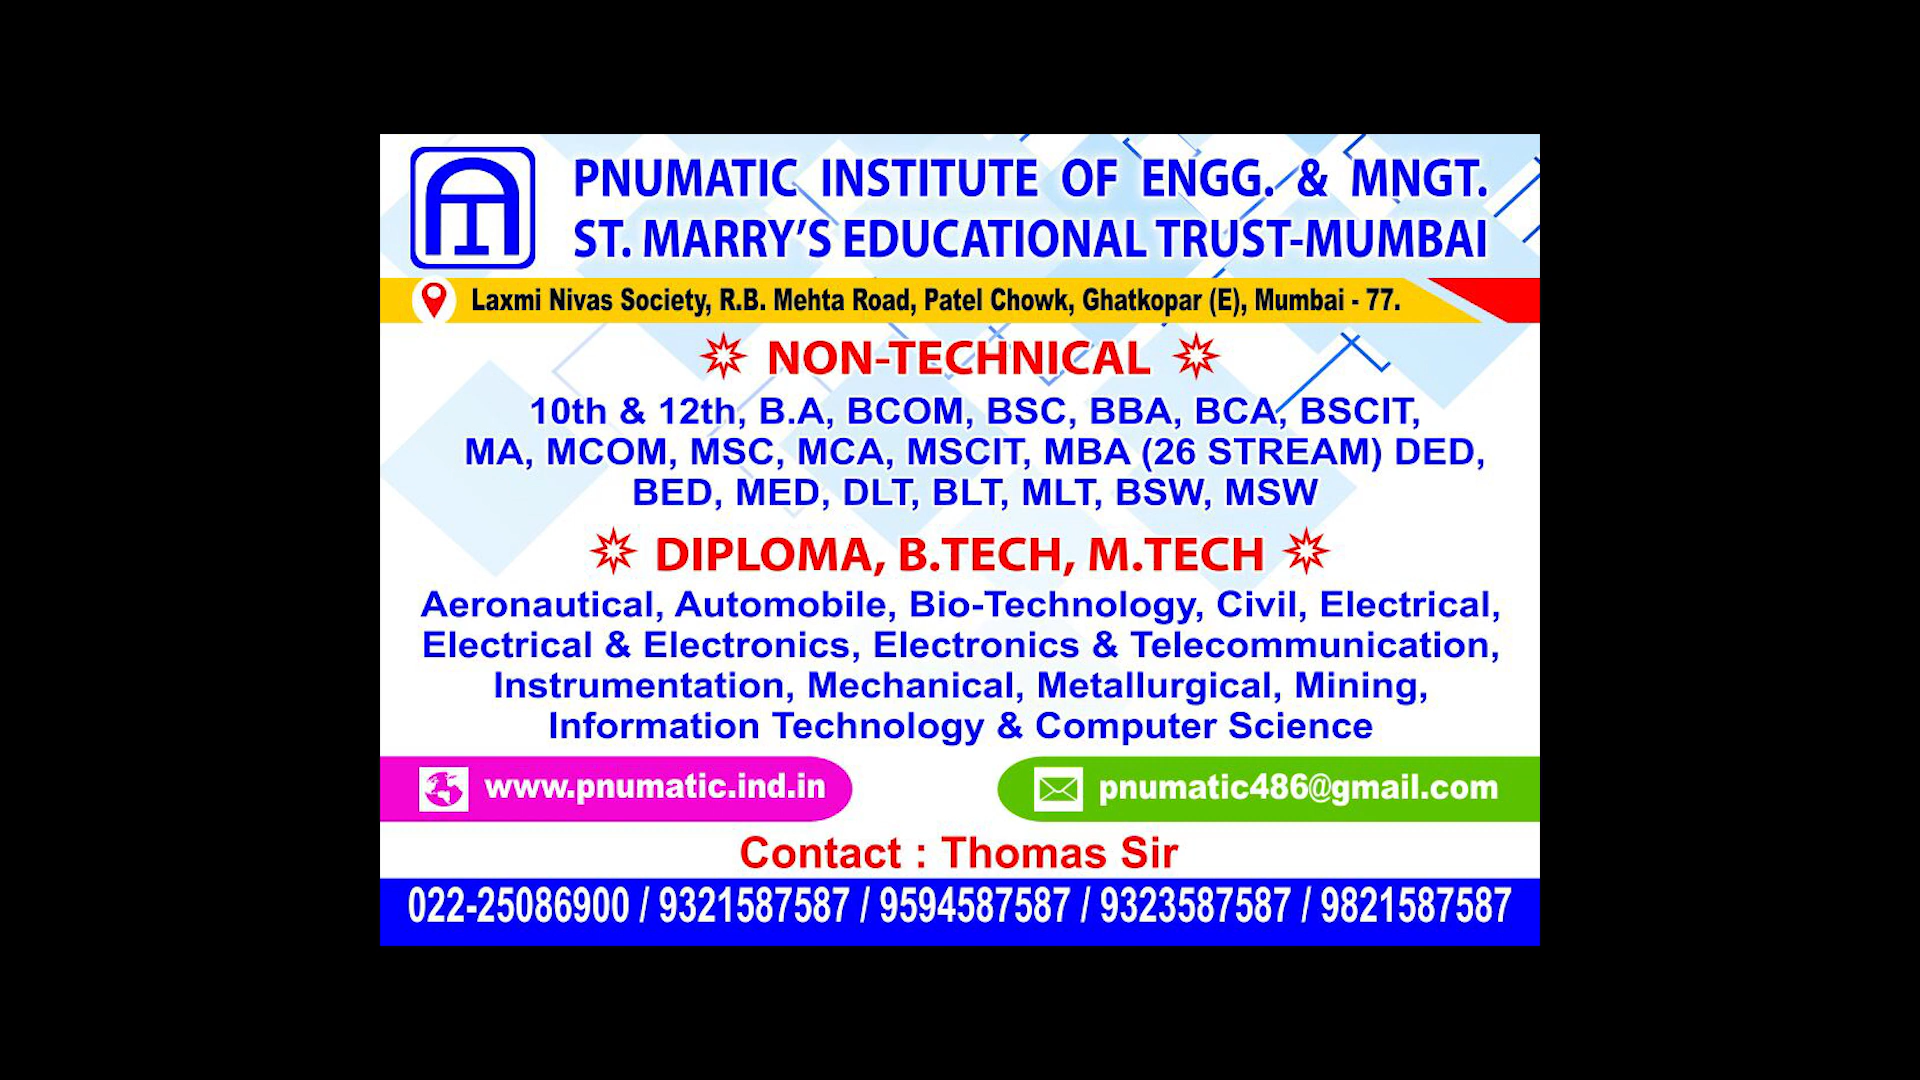 PNUMATIC INSTITUTE OF ENGG. & MNGT.
ST. MARRY'S EDUCATIONAL TRUST-MUMBAI
Laxmi Nivas Society, R.B. Mehta Road, Patel Chowk, Ghatkopar (E), Mumbai - 77.
NON-TECHNICAL
10th & 12th, B.A, BCOM, BSC, BBA, BCA, BSCIT,
MA, MCOM, MSC, MCA, MSCIT, MBA (26 STREAM) DED,
BED, MED, DLT, BLT, MLT, BSW, MSW
DIPLOMA, B.TECH, M.TECH
Aeronautical, Automobile, Bio-Technology, Civil, Electrical,
Electrical & Electronics, Electronics & Telecommunication,
Instrumentation, Mechanical, Metallurgical, Mining,
Information Technology & Computer Science
www.pnumatic.ind.in
pnumatic486@gmail.com
Contact : Thomas Sir
022-25086900 / 9321587587 / 9594587587 / 9323587587 / 9821587587